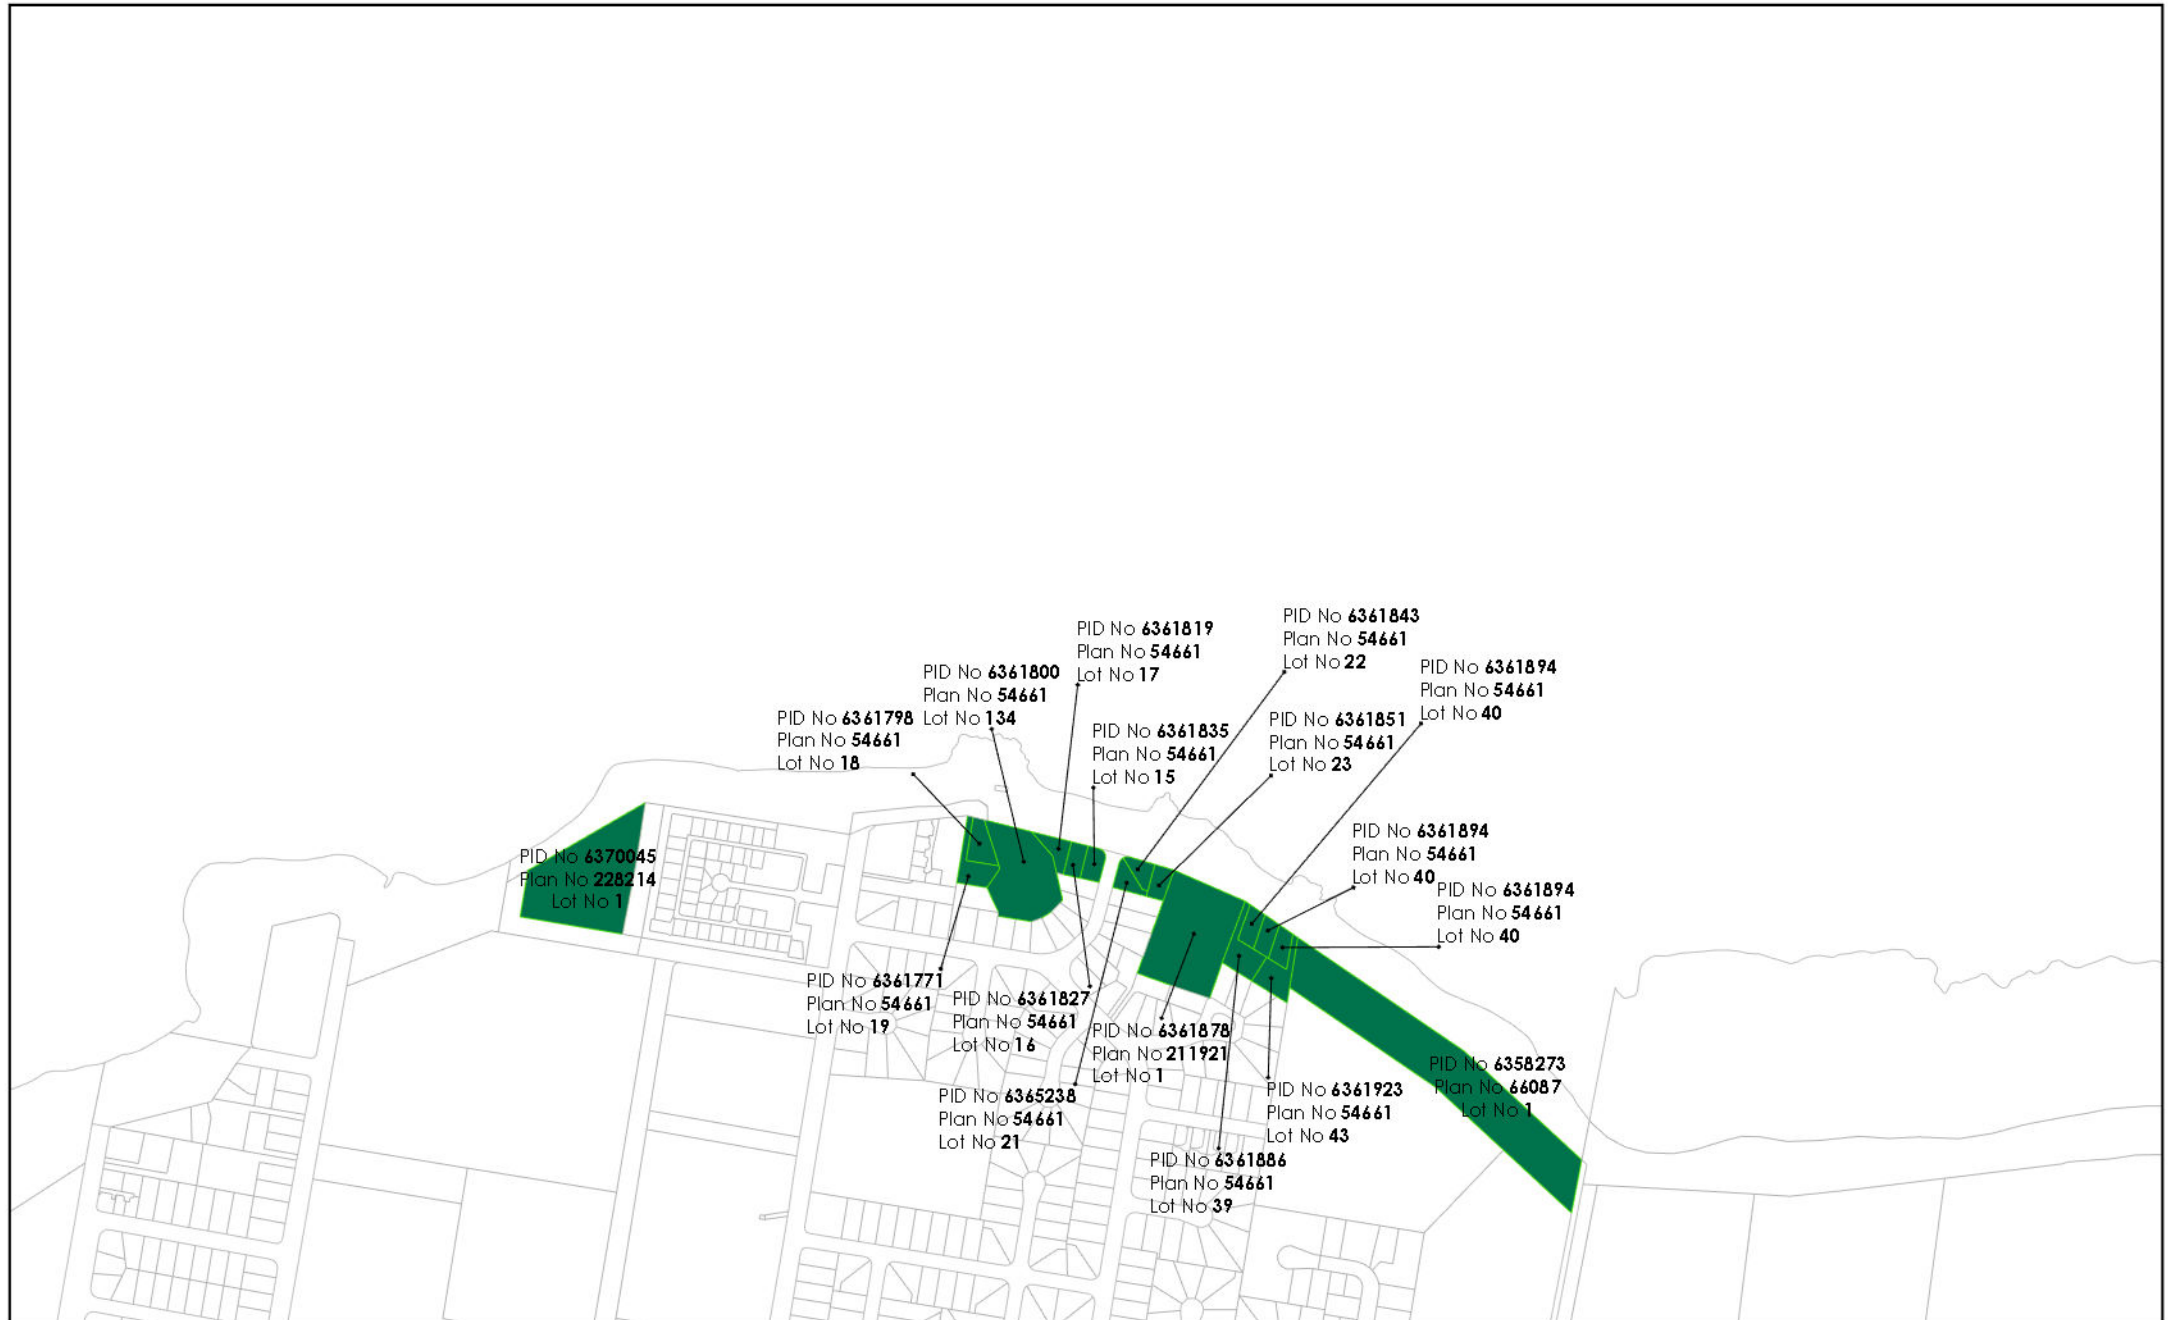 PID No 6361843
Plan No 54661
Lot No 22
PID No 6361819
Plan No 54661
Lot No 17
PID No 6361894
Plan No 54661
Lot No 40
PID No 6361800
Plan No 54661
Lot No 134
PID No 6361798
Plan No 54661
Lot No 18
PID No 6361851
Plan No 54661
Lot No 23
PID No 6361835
Plan No 54661
Lot No 15
PID No 6361894
Plan No 54661
Lot No 40
PID No 6370045
Plan No 228214
Lot No 1
PID No 6361894
Plan No 54661
Lot No 40
PID No 6361771
Plan No 54661
Lot No 19
PID No 6361827
Plan No 54661
Lot No 16
PID No 6361878
Plan No 211921
Lot No 1
PID No 6358273
Plan No 66087
Lot No 1
PID No 6361923
Plan No 54661
Lot No 43
PID No 6365238
Plan No 54661
Lot No 21
PID No 6361886
Plan No 54661
Lot No 39